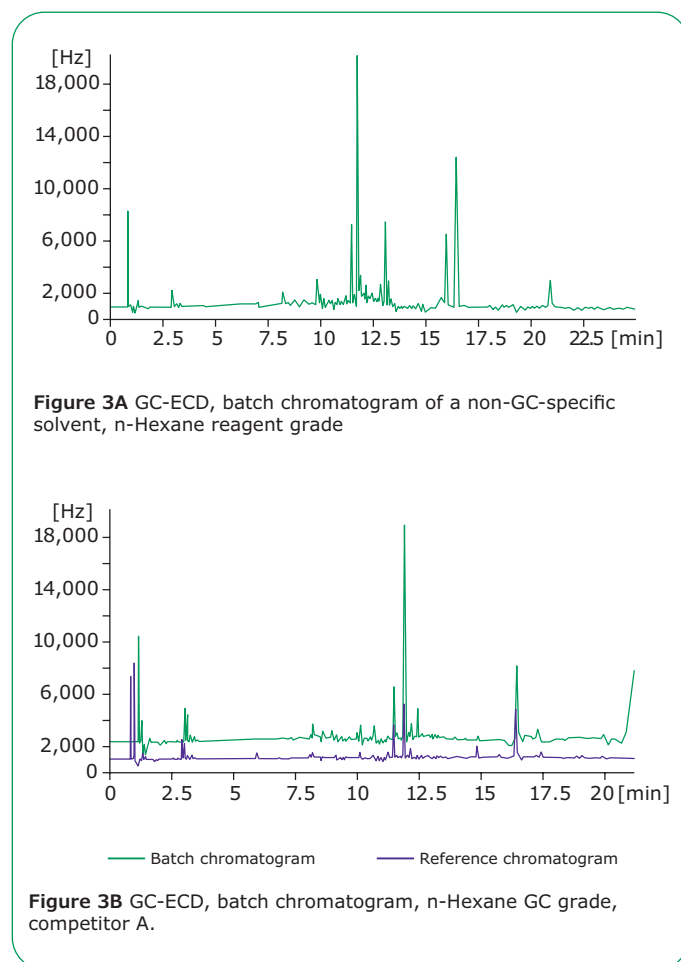 [Hz]
18,000
14,000
10,000
6,000
2,000
0
0 2.5 5 7.5 10 12.5 15 17.5 20 22.5 [min]
Figure 3A GC-ECD, batch chromatogram of a non-GC-specific
solvent, n-Hexane reagent grade
[Hz]
18,000
14,000
10,000
6,000
2,000
0
0 2.5 5 7.5 10 12.5 15 17.5 20 [min]
Batch chromatogram Reference chromatogram
Figure 3B GC-ECD, batch chromatogram, n-Hexane GC grade,
competitor A.